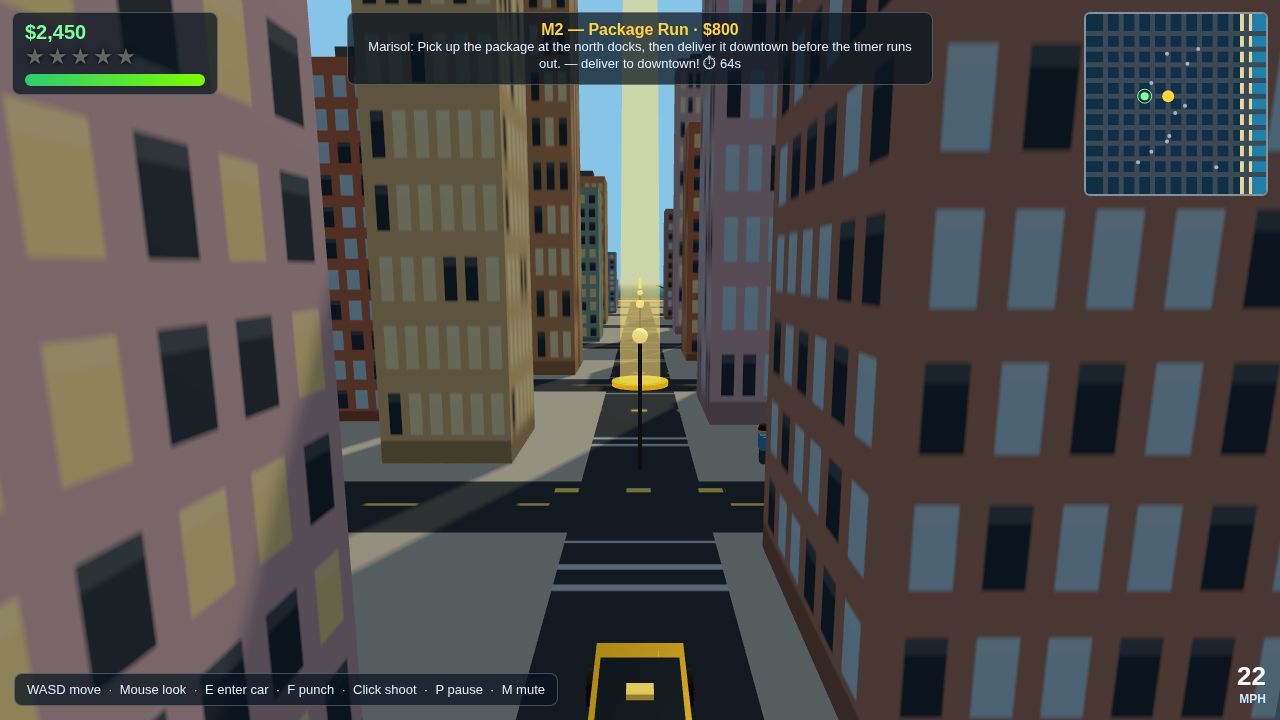 $2,450
★★★★★
M2 — Package Run · $800
Marisol: Pick up the package at the north docks, then deliver it downtown before the timer runs
out. — deliver to downtown! ⏱ 64s
WASD move · Mouse look · E enter car · F punch · Click shoot · P pause · M mute
22
MPH